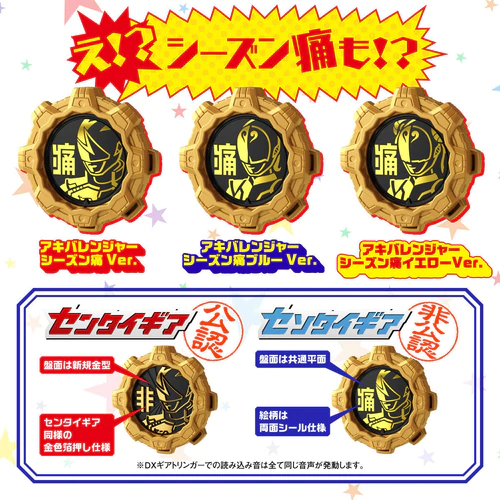 え!?シーズン痛も!?
痛
痛
痛
アキバレンジャー
シーズン痛 Ver.
アキバレンジャー
シーズン痛ブルー Ver.
アキバレンジャー
シーズン痛イエローVer.
センタイギア
公認
盤面は新規金型
センタイギア
同様の
金色箔押し仕様
非
セソタイギア
非公認
盤面は共通平面
絵柄は
両面シール仕様
痛
※DXギアトリンガーでの読み込み音は全て同じ音声が発動します。